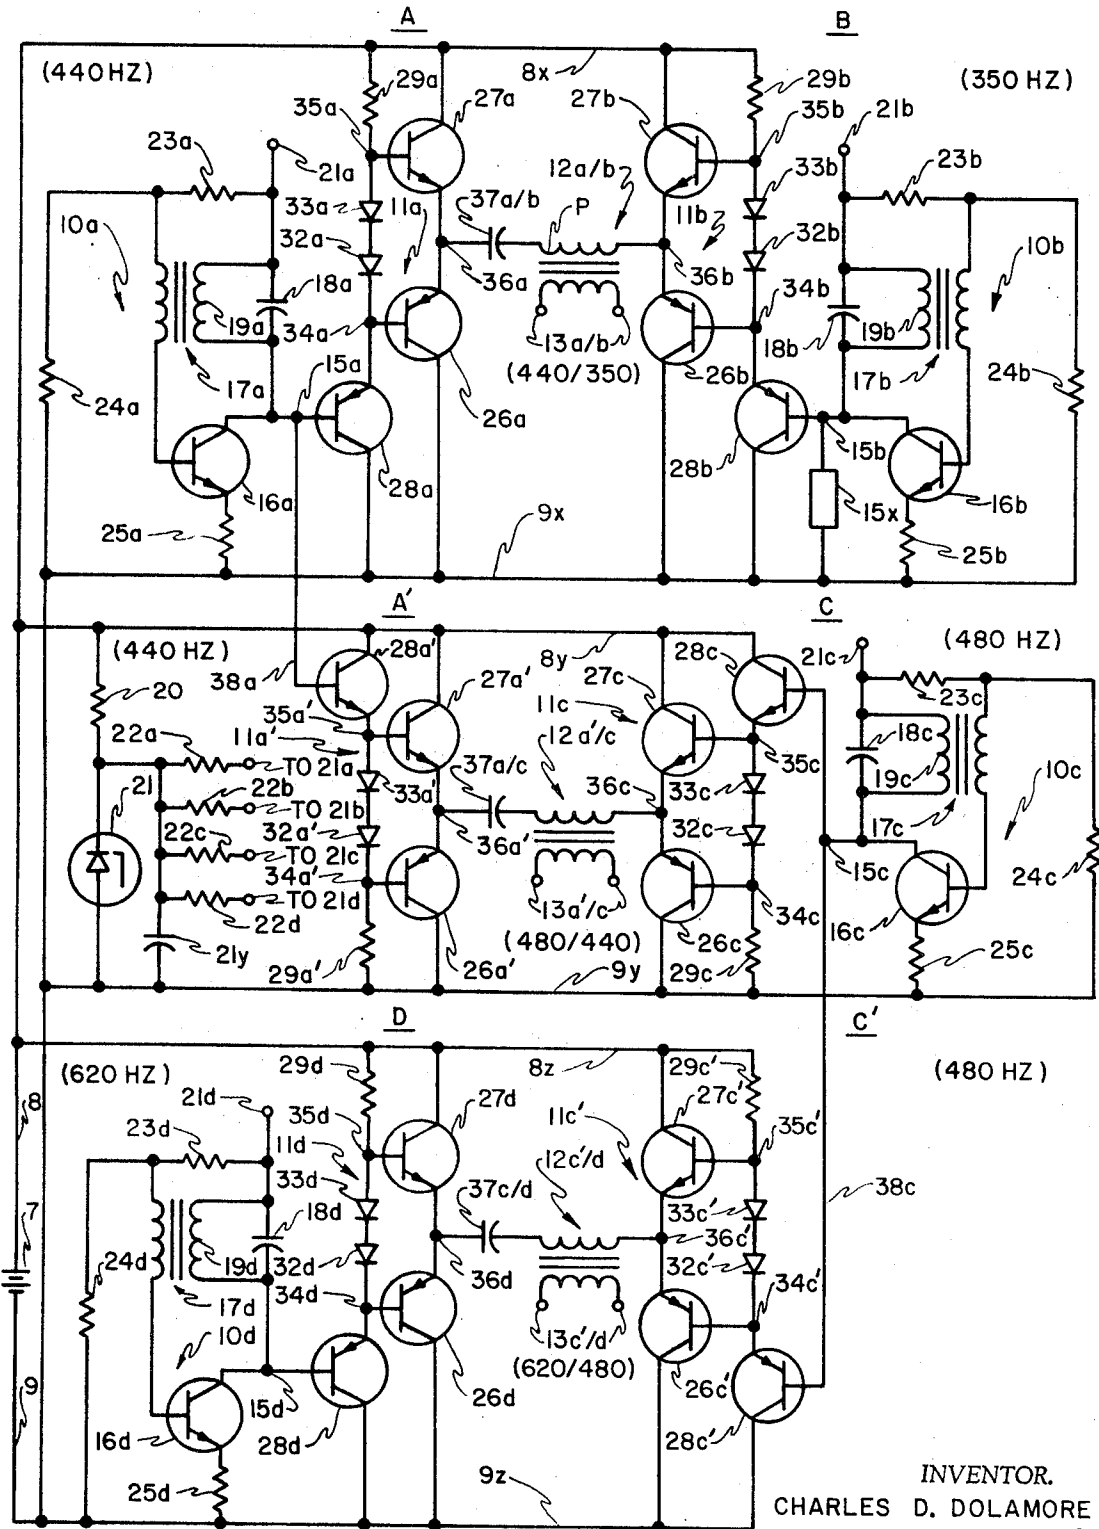 A
B
(440HZ)
8x
(350 HZ)
29a
29b
35a
27a
27b
35b
21b
23a
21a
12a/b
33b
23b
33a
11a
37a/b
P
11b
10a
32a
32b
10b
18a
36a
36b
34b
19a
34a
13a/b
18b
19b
17a
15a
(440/350)
26b
17b
24b
24a
26a
28a
28b
15b
16a
15x
16b
25a
9x
25b
A'
C
(440 HZ)
28a'
8y
28c
(480 HZ)
21c
20
38a
27a'
27c
23c
35a'
11c
22a
11a'
12a'/c
18c
21
TO 21a
37a/c
36c
35c
19c
10c
22b
33a'
33c
TO 21b
22c
32a'
36a'
32c
17c
TO 21c
34a'
15c
24c
TO 21d
13a'/c
34c
22d
16c
21y
(480/440)
26c
29a'
26a'
9y
29c
25c
D
C'
(620 HZ)
29d
8z
29c'
(480 HZ)
8
21d
27d
27c'
35d
11c'
35c'
23d
11d
12c'/d
33d
37c/d
38c
7
18d
33c'
24d
19d
32d
36d
36c'
32c'
17d
34d
34c'
10d
13c'/d
(620/480)
9
15d
26d
26c'
16d
28d
28c'
25d
9z
INVENTOR.
CHARLES D. DOLAMORE